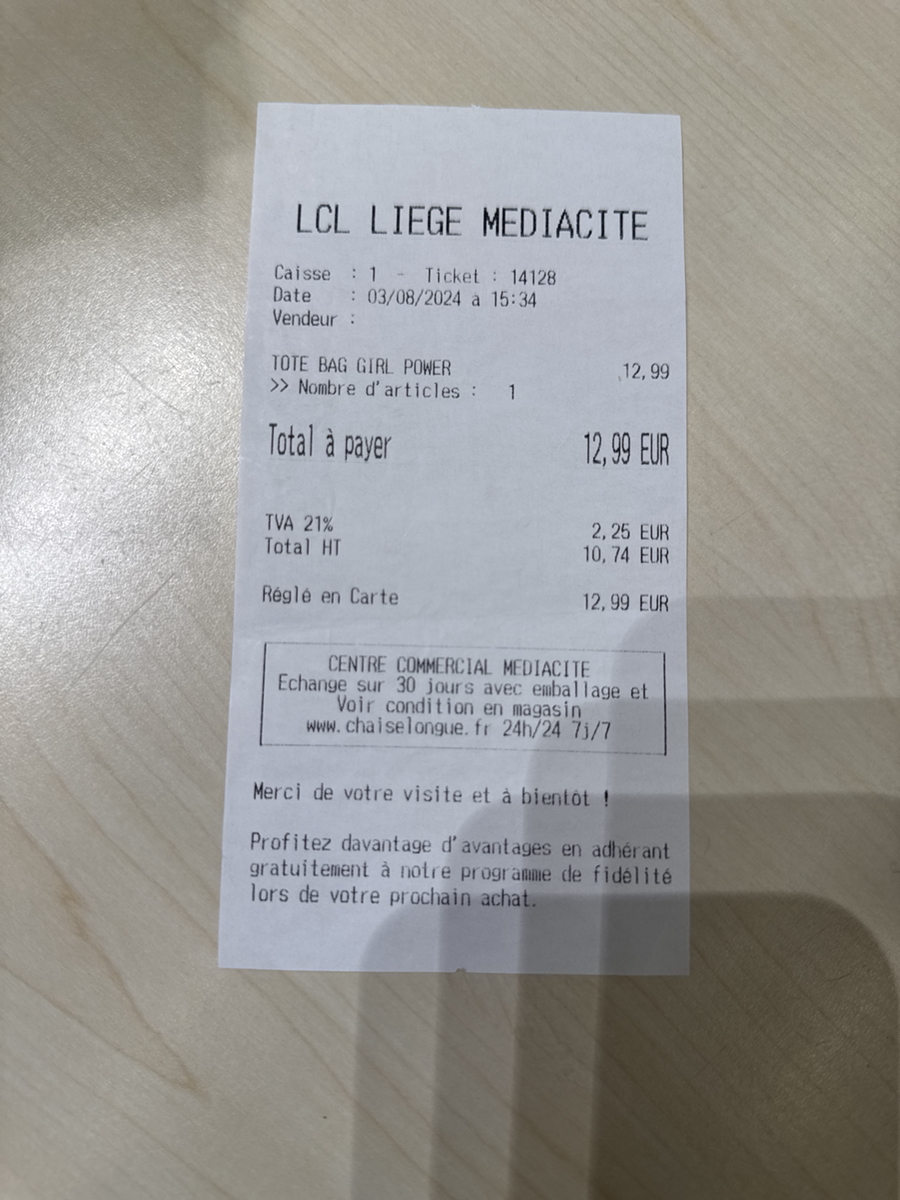 LCL LIEGE MEDIACITE
Caisse : 1 - Ticket : 14128
Date : 03/08/2024 à 15:34
Vendeur :
TOTE BAG GIRL POWER 12,99
>> Nombre d'articles : 1
Total à payer 12,99 EUR
TVA 21% 2,25 EUR
Total HT 10,74 EUR
Réglé en Carte 12,99 EUR
CENTRE COMMERCIAL MEDIACITE
Echange sur 30 jours avec emballage et
Voir condition en magasin
www.chaiselongue.fr 24h/24 7j/7
Merci de votre visite et à bientôt !
Profitez davantage d'avantages en adhérant
gratuitement à notre programme de fidélité
lors de votre prochain achat.